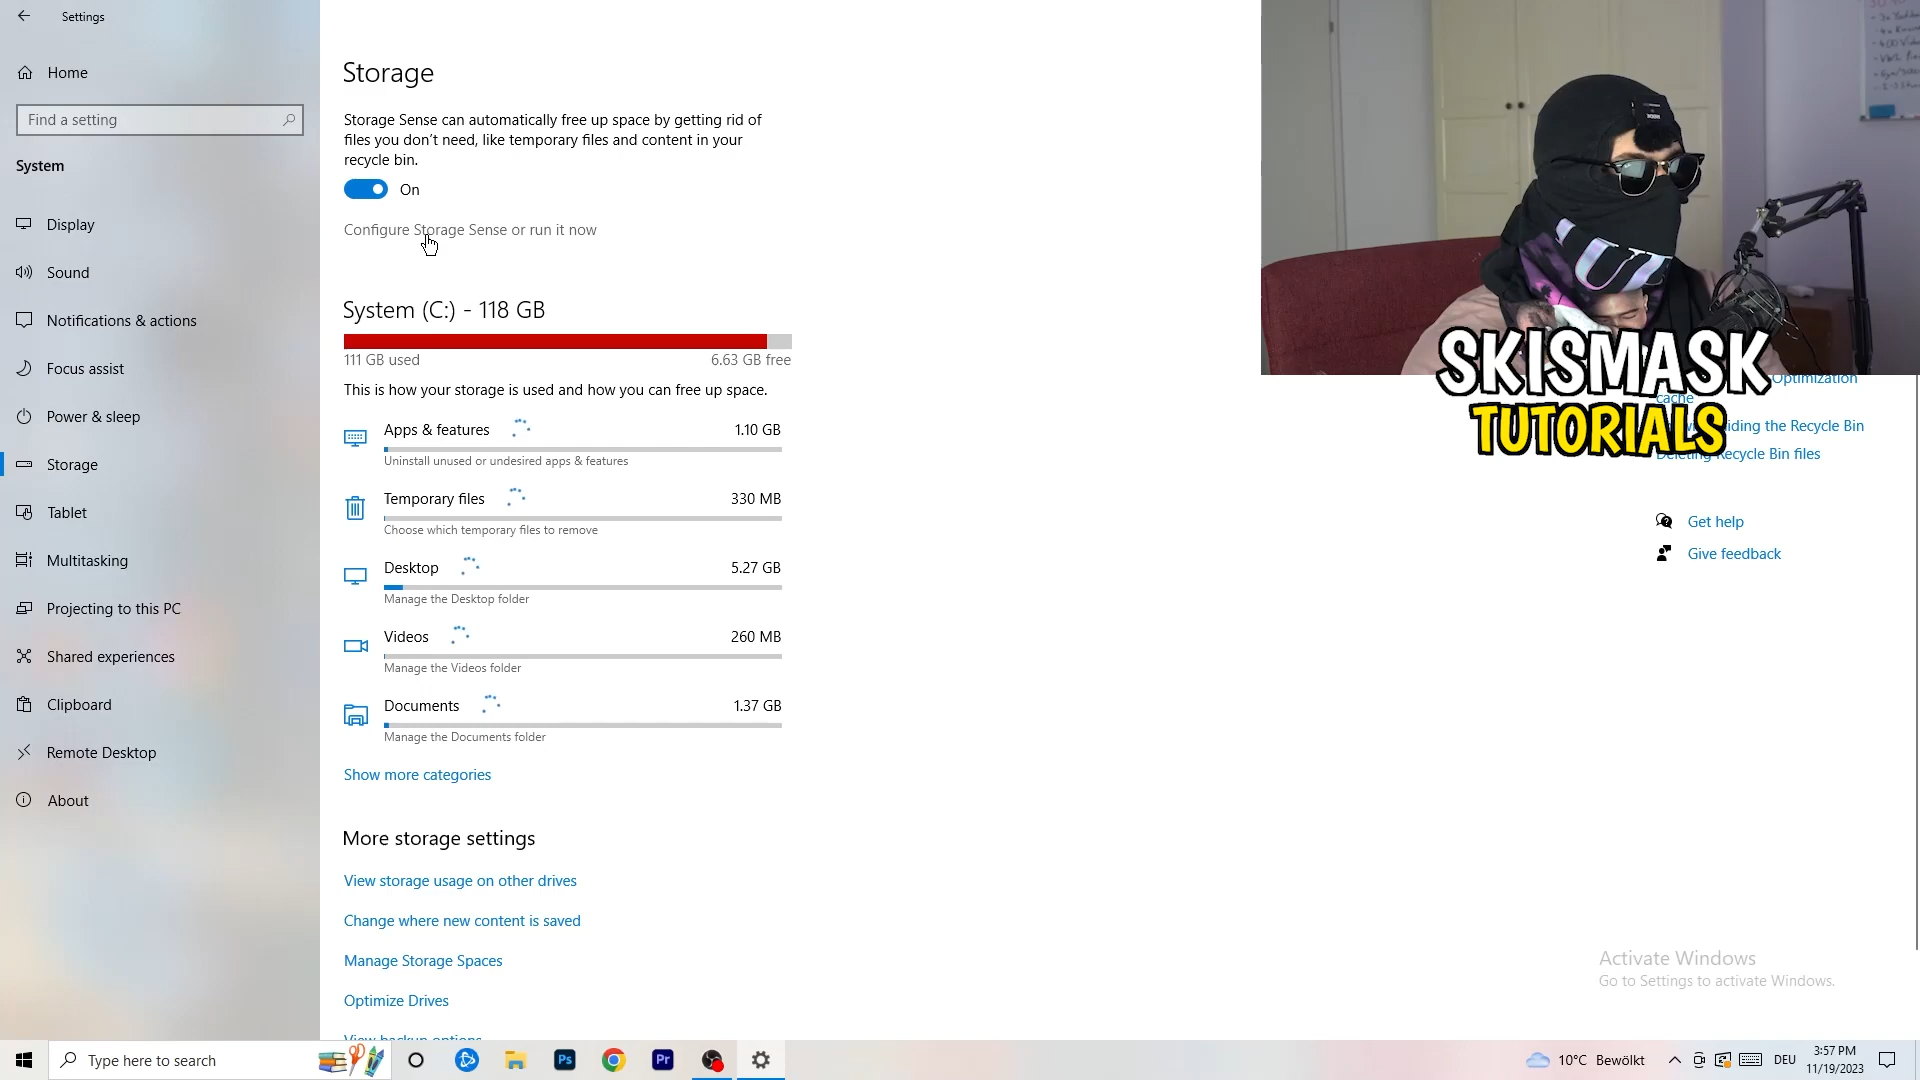 Settings
Home
Find a setting
System
Display
Sound
Notifications & actions
Focus assist
Power & sleep
Storage
Tablet
Multitasking
Projecting to this PC
Shared experiences
Clipboard
Remote Desktop
About
Storage
Storage Sense can automatically free up space by getting rid of
files you don't need, like temporary files and content in your
recycle bin.
On
Configure Storage Sense or run it now
System (C:) - 118 GB
111 GB used
6.63 GB free
This is how your storage is used and how you can free up space.
Apps & features
1.10 GB
Uninstall unused or undesired apps & features
Temporary files
330 MB
Choose which temporary files to remove
Desktop
5.27 GB
Manage the Desktop folder
Videos
260 MB
Manage the Videos folder
Documents
1.37 GB
Manage the Documents folder
Show more categories
More storage settings
View storage usage on other drives
Change where new content is saved
Manage Storage Spaces
Optimize Drives
View backup options
SKISMASK
TUTORIALS
Optimization
cache
the Recycle Bin
Deleting Recycle Bin files
Get help
Give feedback
Activate Windows
Go to Settings to activate Windows.
Type here to search
Ps
Pr
10°C Bewölkt
DEU
3:57 PM
11/19/2023